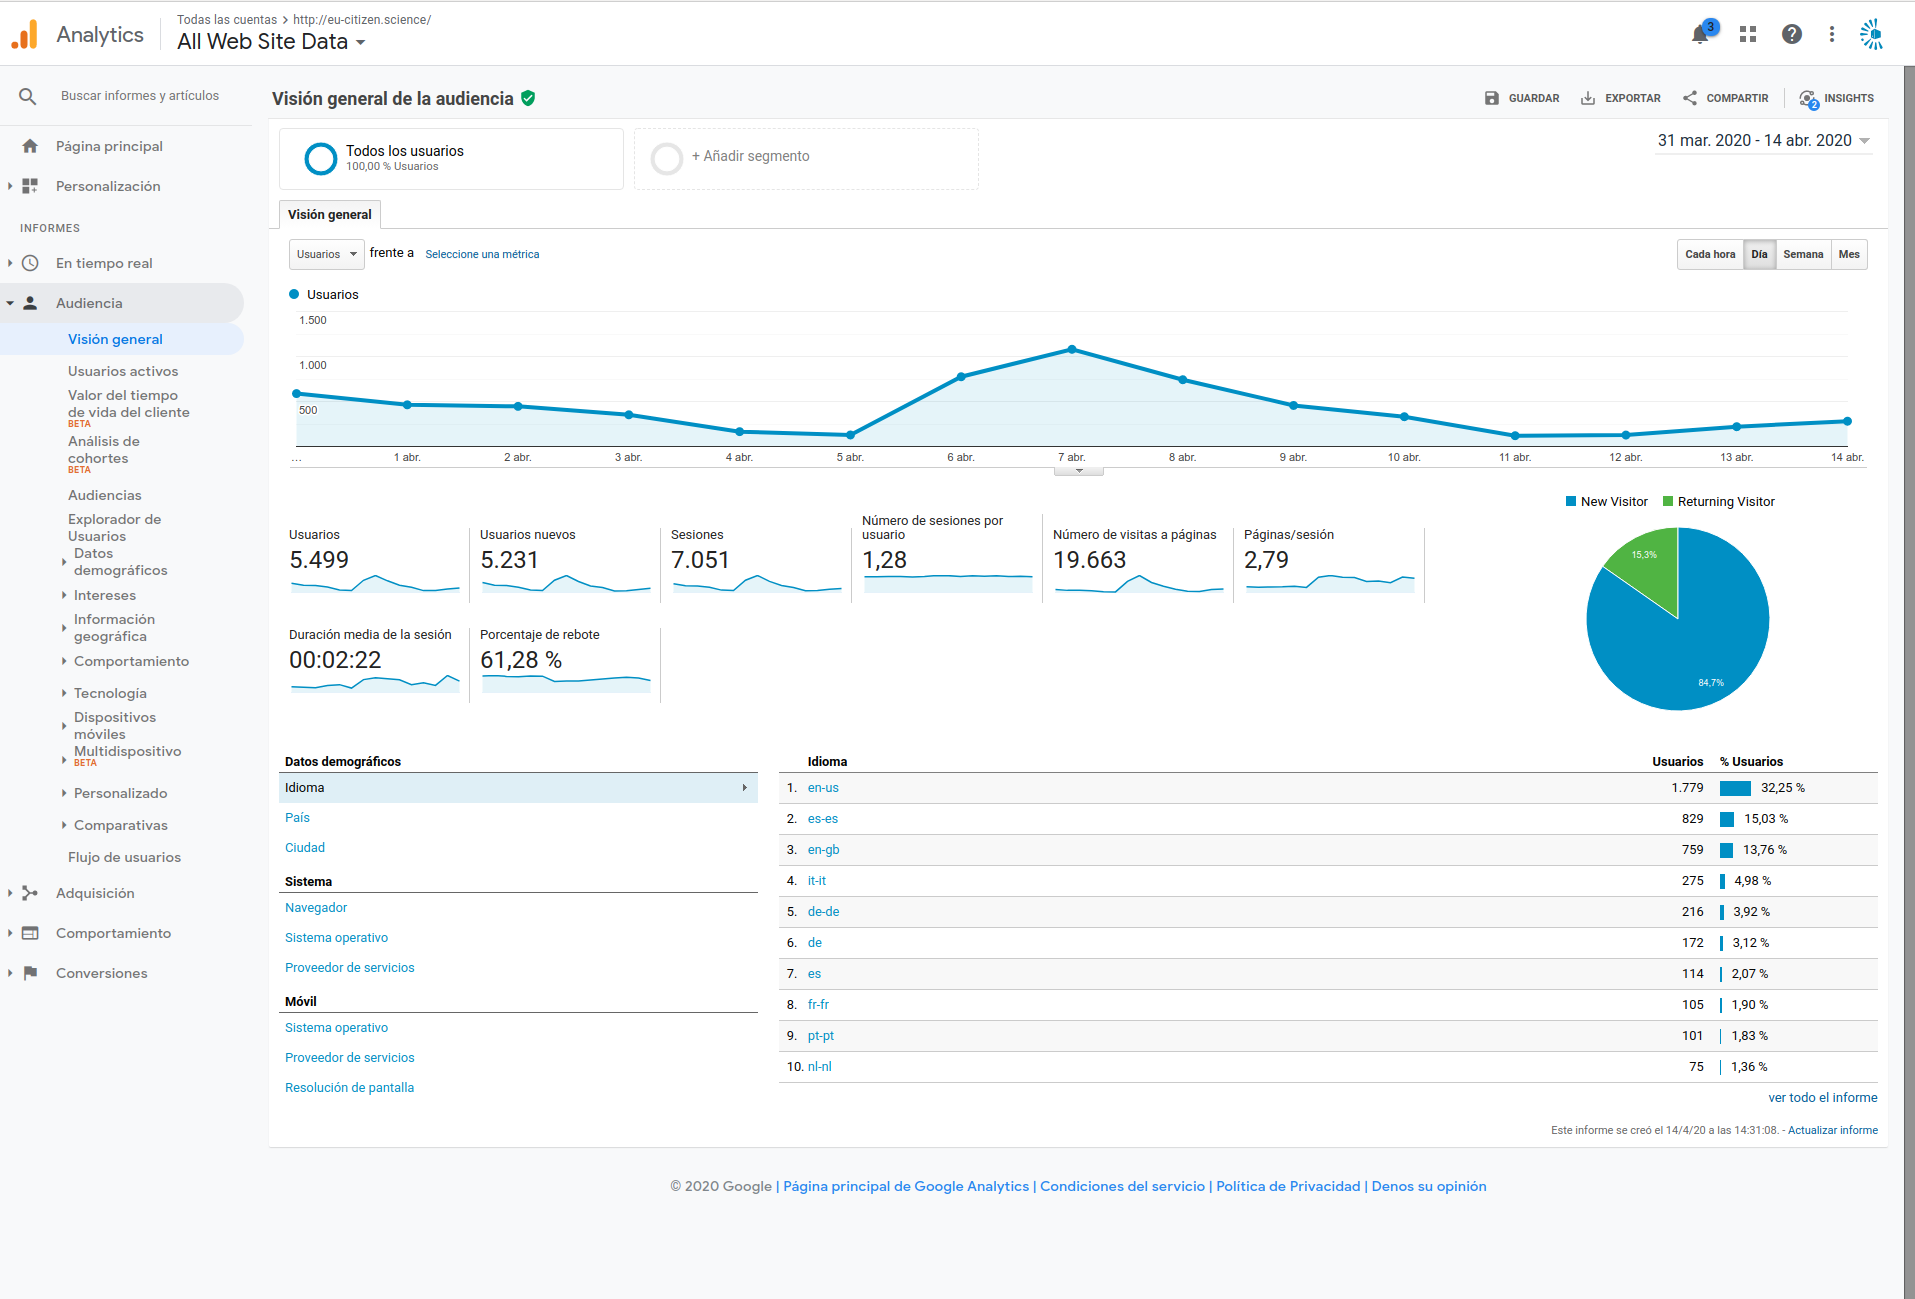 Analytics
Todas las cuentas > http://eu-citizen.science/
All Web Site Data
3
Buscar informes y artículos
Página principal
Personalización
INFORMES
En tiempo real
Audiencia
Visión general
Usuarios activos
Valor del tiempo
de vida del cliente
BETA
Análisis de
cohortes
BETA
Audiencias
Explorador de
Usuarios
Datos
demográficos
Intereses
Información
geográfica
Comportamiento
Tecnología
Dispositivos
móviles
Multidispositivo
BETA
Personalizado
Comparativas
Flujo de usuarios
Adquisición
Comportamiento
Conversiones
Visión general de la audiencia
GUARDAR EXPORTAR COMPARTIR 2 INSIGHTS
Todos los usuarios
100,00 % Usuarios
+ Añadir segmento
31 mar. 2020 - 14 abr. 2020
Visión general
Usuarios frente a Seleccione una métrica
Cada hora Día Semana Mes
Usuarios
1.500
1.000
500
... 1 abr. 2 abr. 3 abr. 4 abr. 5 abr. 6 abr. 7 abr. 8 abr. 9 abr. 10 abr. 11 abr. 12 abr. 13 abr. 14 abr.
Usuarios
5.499
Usuarios nuevos
5.231
Sesiones
7.051
Número de sesiones por
usuario
1,28
Número de visitas a páginas
19.663
Páginas/sesión
2,79
Duración media de la sesión
00:02:22
Porcentaje de rebote
61,28 %
New Visitor Returning Visitor
15,3%
84,7%
Datos demográficos
Idioma
País
Ciudad
Sistema
Navegador
Sistema operativo
Proveedor de servicios
Móvil
Sistema operativo
Proveedor de servicios
Resolución de pantalla
Idioma Usuarios % Usuarios
1. en-us 1.779 32,25 %
2. es-es 829 15,03 %
3. en-gb 759 13,76 %
4. it-it 275 4,98 %
5. de-de 216 3,92 %
6. de 172 3,12 %
7. es 114 2,07 %
8. fr-fr 105 1,90 %
9. pt-pt 101 1,83 %
10. nl-nl 75 1,36 %
ver todo el informe
Este informe se creó el 14/4/20 a las 14:31:08. - Actualizar informe
© 2020 Google | Página principal de Google Analytics | Condiciones del servicio | Política de Privacidad | Denos su opinión